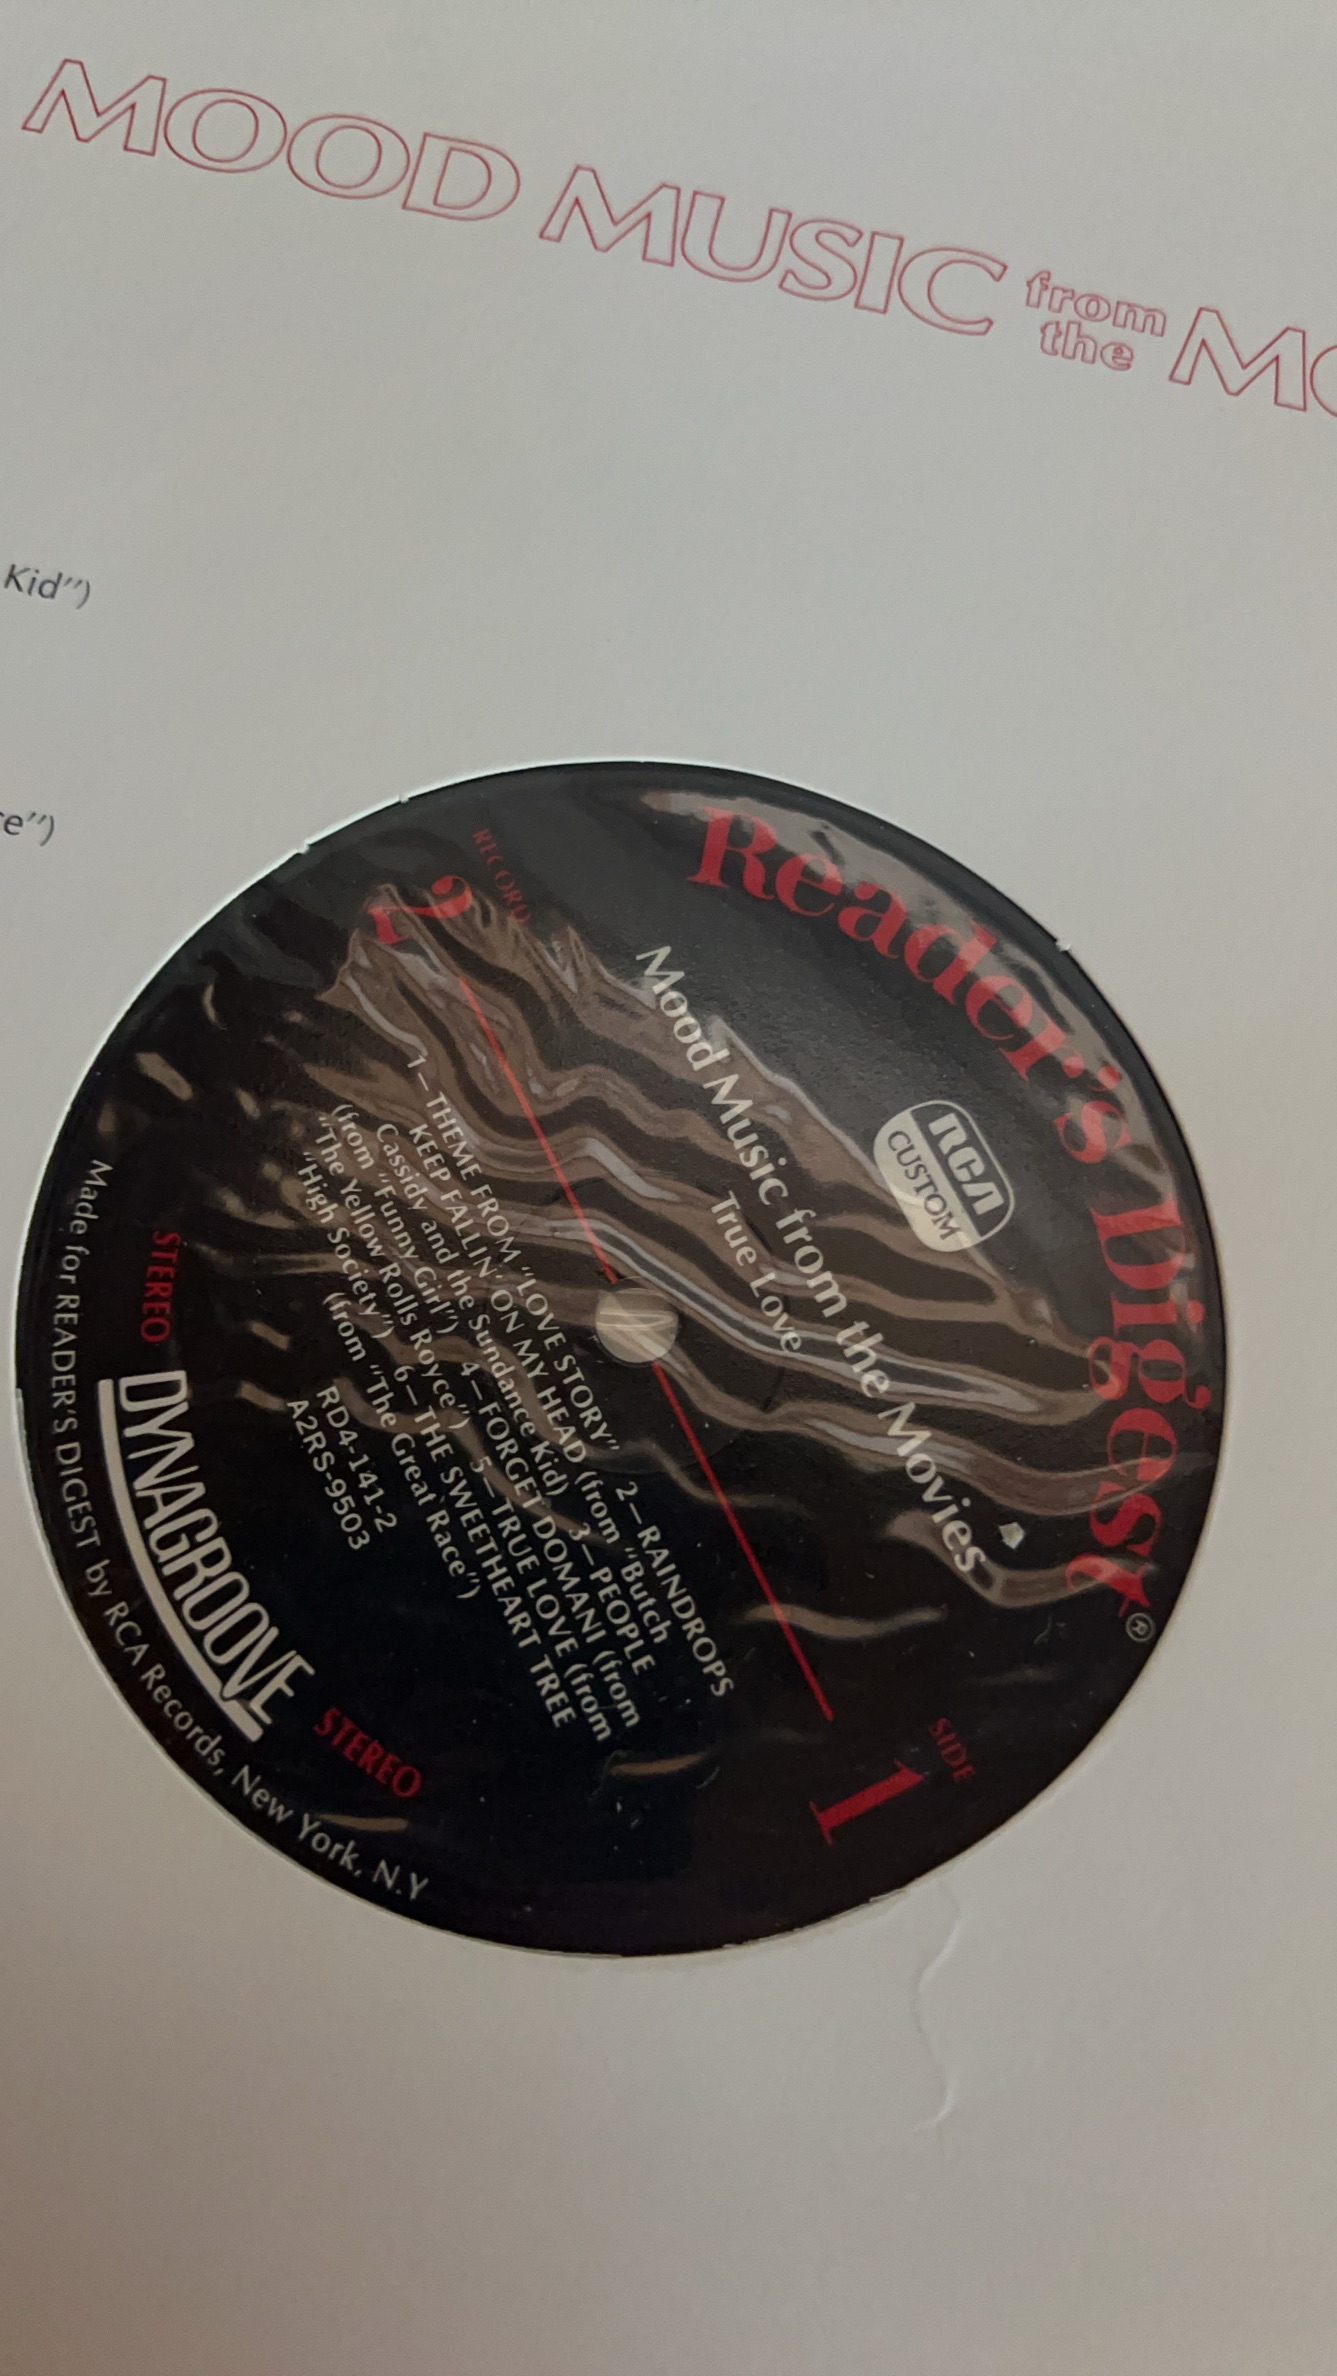 MOOD MUSIC from the MO
Kid")
e")
Reader's Digest®
RCA
CUSTOM
Mood Music from the Movies
True Love
RECORD
2
SIDE
1
1—THEME FROM "LOVE STORY" 2—RAINDROPS
KEEP FALLIN' ON MY HEAD (from "Butch
Cassidy and the Sundance Kid) 3—PEOPLE
(from "Funny Girl") 4—FORGET DOMANI (from
"The Yellow Rolls Royce") 5—TRUE LOVE (from
"High Society") 6—THE SWEETHEART TREE
(from "The Great Race")
RD4-141-2
A2RS-9503
STEREO DYNAGROOVE STEREO
Made for READER'S DIGEST by RCA Records, New York, N.Y